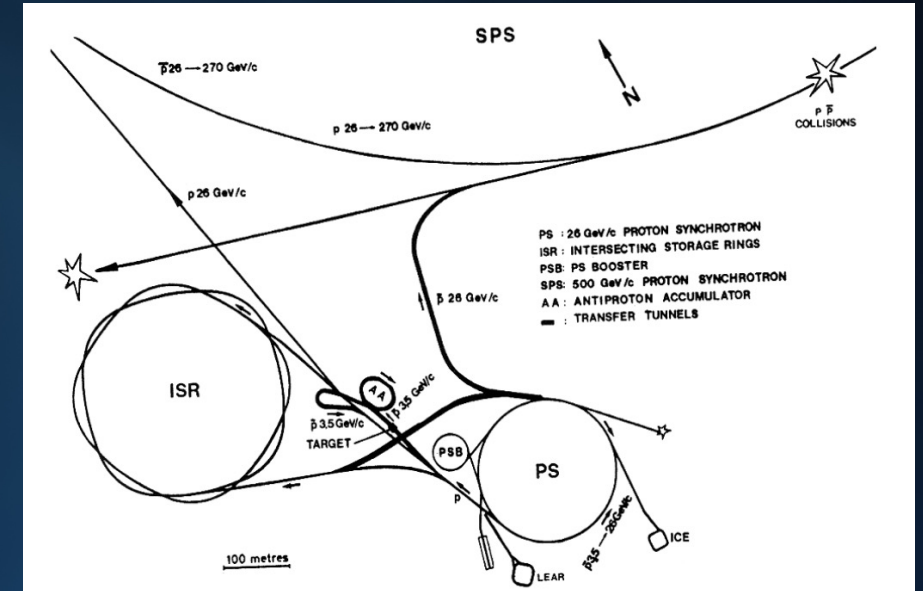 SPS
p̅ 26 → 270 GeV/c
N
p p̅
COLLISIONS
p 26 → 270 GeV/c
p 26 GeV/c
PS : 26 GeV/c PROTON SYNCHROTRON
ISR : INTERSECTING STORAGE RINGS
PSB: PS BOOSTER
SPS: 500 GeV/c PROTON SYNCHROTRON
AA : ANTIPROTON ACCUMULATOR
: TRANSFER TUNNELS
p̅ 26 GeV/c
ISR
AA
p̅ 3,5 GeV/c
p̅ 3,5 GeV/c
TARGET
PSB
PS
p
p̅ 3,5 → 26 GeV/c
ICE
100 metres
LEAR